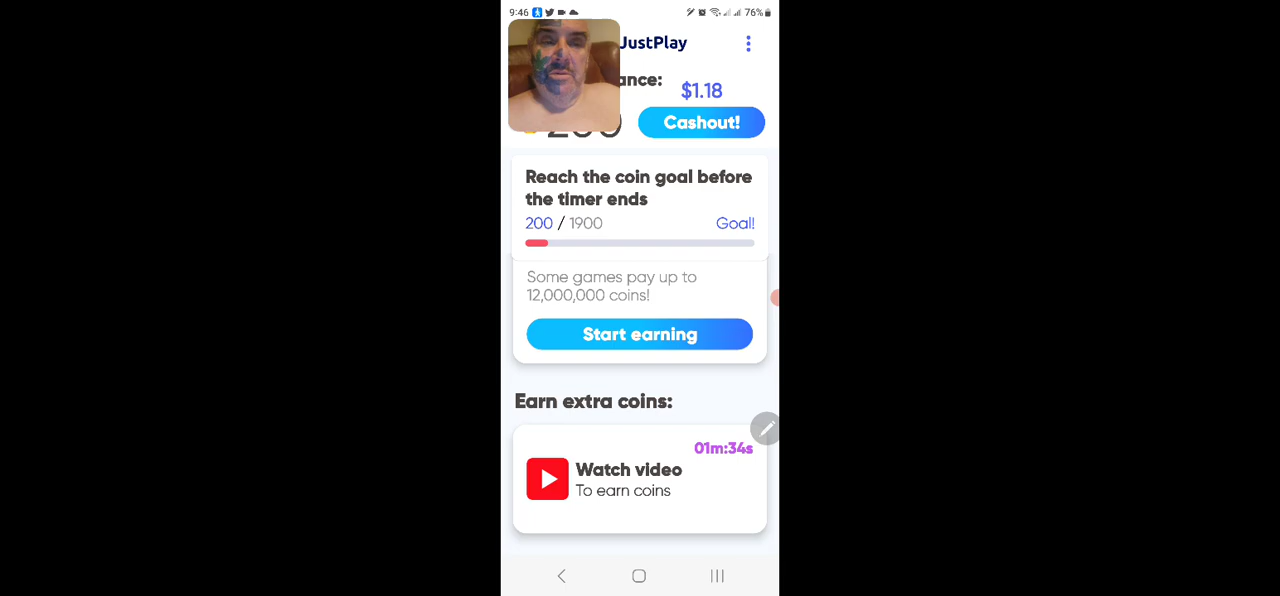 9:46
76%
JustPlay
ance:
$1.18
200
Cashout!
Reach the coin goal before
the timer ends
200 / 1900
Goal!
Some games pay up to
12,000,000 coins!
Start earning
Earn extra coins:
01m:34s
Watch video
To earn coins